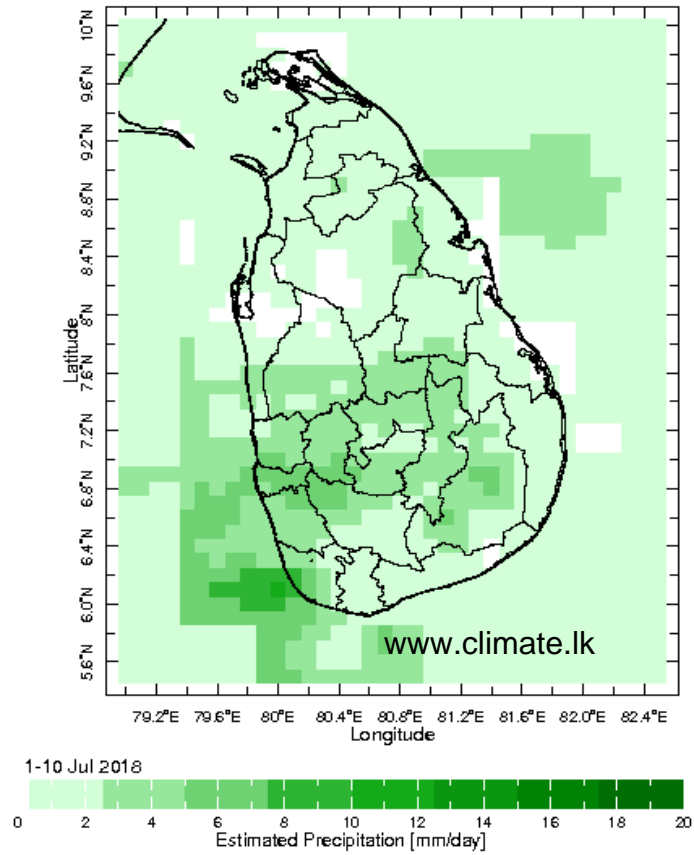 10°N
9.6°N
9.2°N
8.8°N
8.4°N
8°N
7.6°N
7.2°N
6.8°N
6.4°N
6.0°N
5.6°N
Latitude
www.climate.lk
79.2°E 79.6°E 80°E 80.4°E 80.8°E 81.2°E 81.6°E 82.0°E 82.4°E
Longitude
1-10 Jul 2018
0 2 4 6 8 10 12 14 16 18 20
Estimated Precipitation [mm/day]